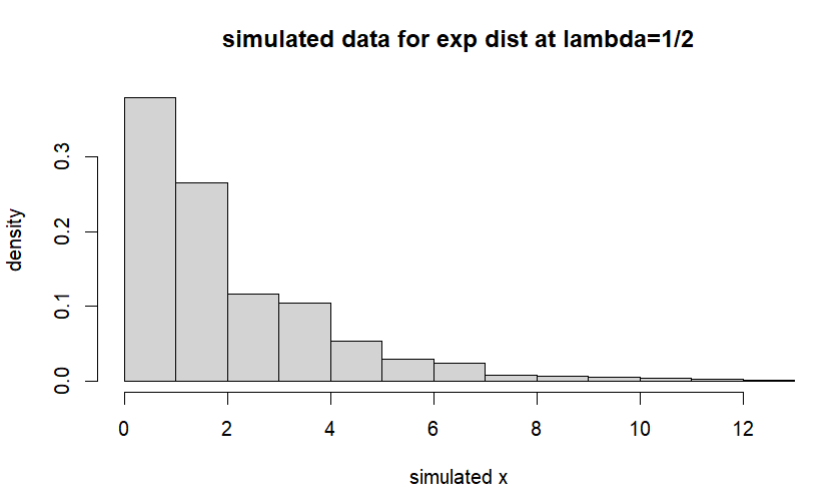 simulated data for exp dist at lambda=1/2
density
0.3
0.2
0.1
0.0
0 2 4 6 8 10 12
simulated x